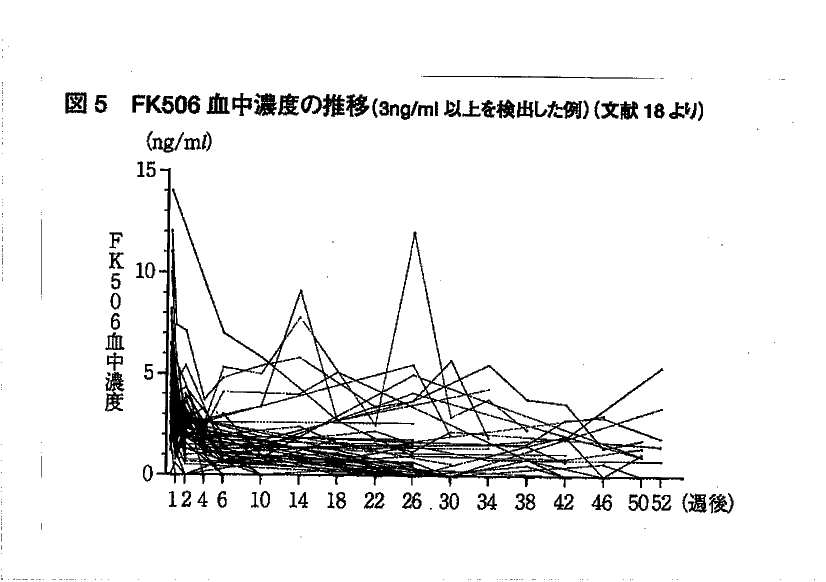 図5 FK506血中濃度の推移(3ng/ml以上を検出した例)(文献18より)
(ng/ml)
15
10
5
0
FK506血中濃度
1 2 4 6 10 14 18 22 26 30 34 38 42 46 50 52 (週後)